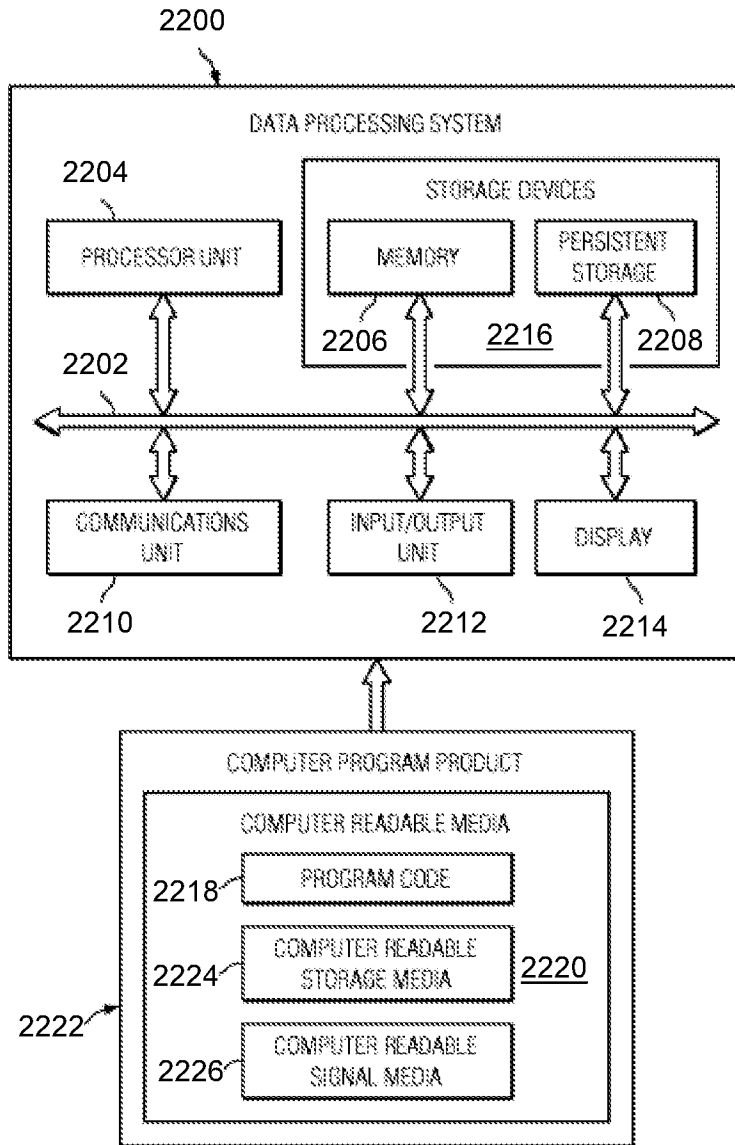 2200
DATA PROCESSING SYSTEM
2204
STORAGE DEVICES
PROCESSOR UNIT
MEMORY
PERSISTENT
STORAGE
2206
2216
2208
2202
COMMUNICATIONS
UNIT
INPUT/OUTPUT
UNIT
DISPLAY
2210
2212
2214
COMPUTER PROGRAM PRODUCT
COMPUTER READABLE MEDIA
2218
PROGRAM CODE
2224
COMPUTER READABLE
STORAGE MEDIA
2220
2222
2226
COMPUTER READABLE
SIGNAL MEDIA